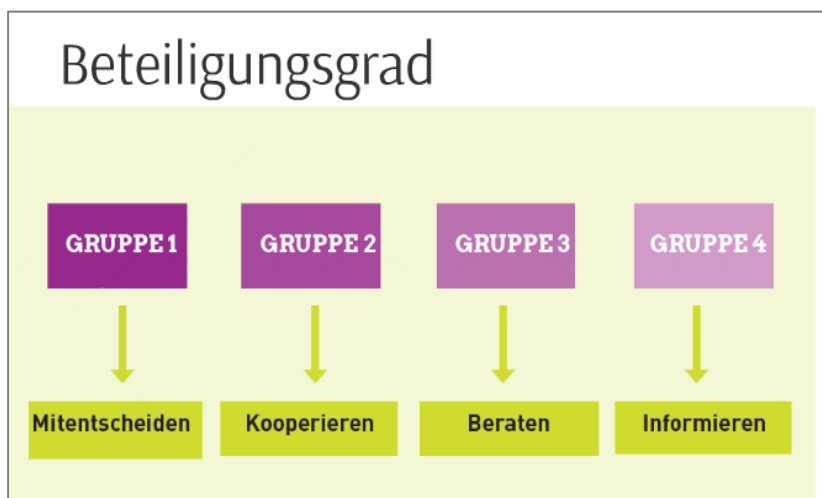 Beteiligungsgrad
GRUPPE 1
GRUPPE 2
GRUPPE 3
GRUPPE 4
Mitentscheiden
Kooperieren
Beraten
Informieren